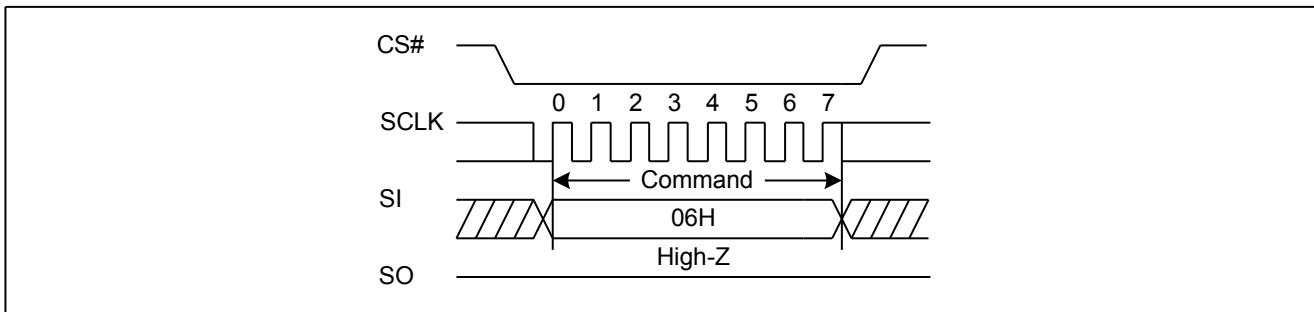 CS#
0 1 2 3 4 5 6 7
SCLK
Command
SI
06H
High-Z
SO